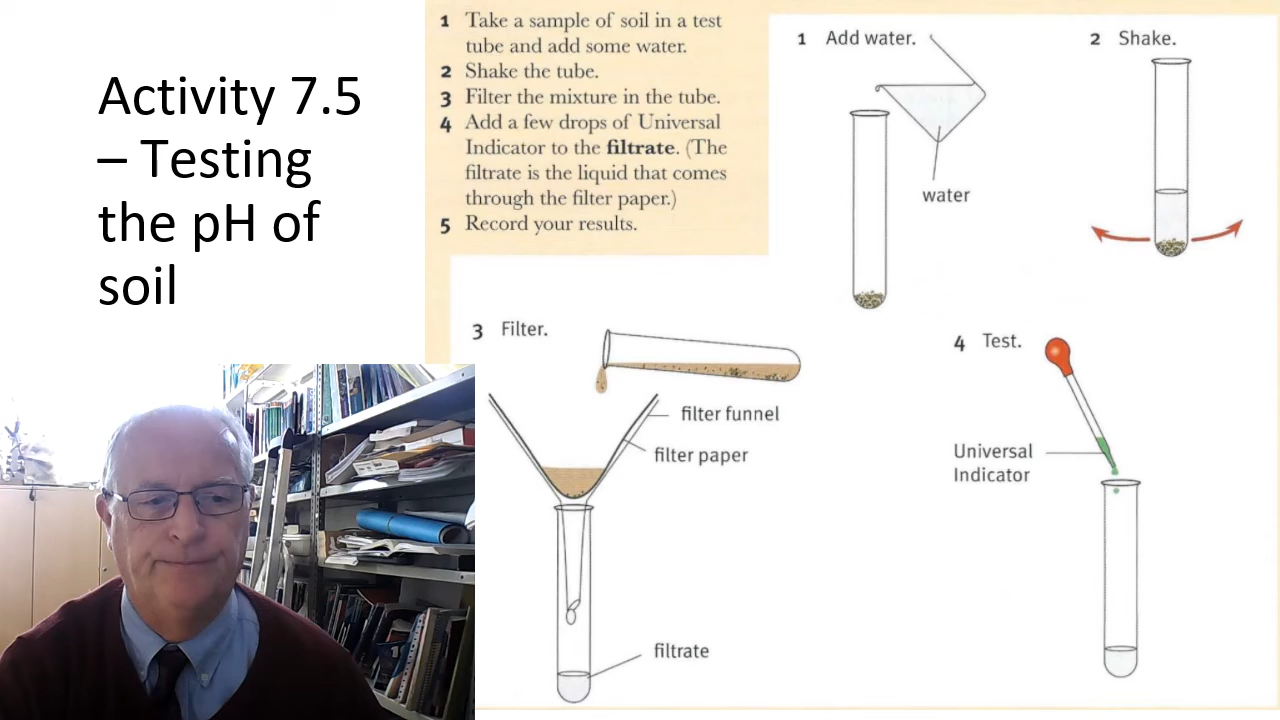 Activity 7.5
– Testing
the pH of
soil
1 Take a sample of soil in a test
tube and add some water.
2 Shake the tube.
3 Filter the mixture in the tube.
4 Add a few drops of Universal
Indicator to the filtrate. (The
filtrate is the liquid that comes
through the filter paper.)
5 Record your results.
1 Add water.
water
2 Shake.
3 Filter.
filter funnel
filter paper
filtrate
4 Test.
Universal
Indicator